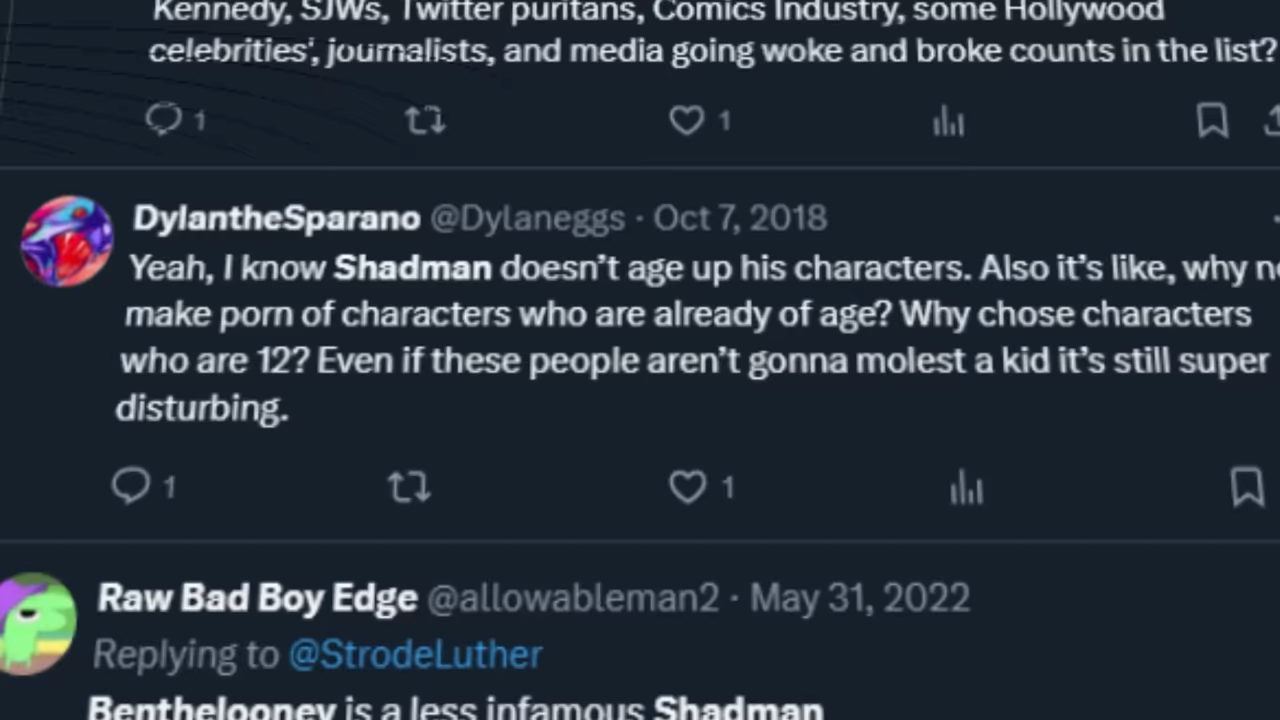 Kennedy, SJWs, Twitter puritans, Comics Industry, some Hollywood
celebrities', journalists, and media going woke and broke counts in the list?
1
1
DylantheSparano @Dylaneggs · Oct 7, 2018
Yeah, I know Shadman doesn't age up his characters. Also it's like, why
make porn of characters who are already of age? Why chose characters
who are 12? Even if these people aren't gonna molest a kid it's still super
disturbing.
1
1
Raw Bad Boy Edge @allowableman2 · May 31, 2022
Replying to @StrodeLuther
Benthelooney is a less infamous Shadman